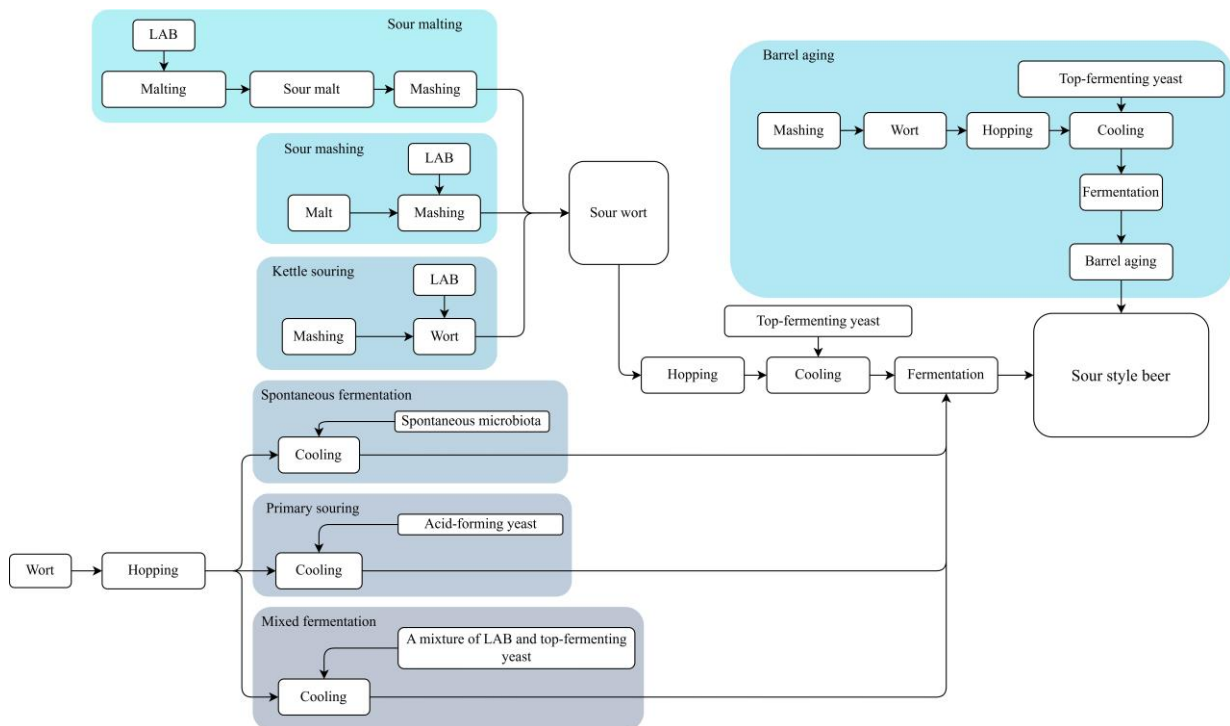 Sour malting
LAB
Malting
Sour malt
Mashing
Sour mashing
LAB
Malt
Mashing
Kettle souring
LAB
Mashing
Wort
Sour wort
Barrel aging
Top-fermenting yeast
Mashing
Wort
Hopping
Cooling
Fermentation
Barrel aging
Top-fermenting yeast
Hopping
Cooling
Fermentation
Sour style beer
Spontaneous fermentation
Spontaneous microbiota
Cooling
Primary souring
Acid-forming yeast
Wort
Hopping
Cooling
Mixed fermentation
A mixture of LAB and top-fermenting
yeast
Cooling